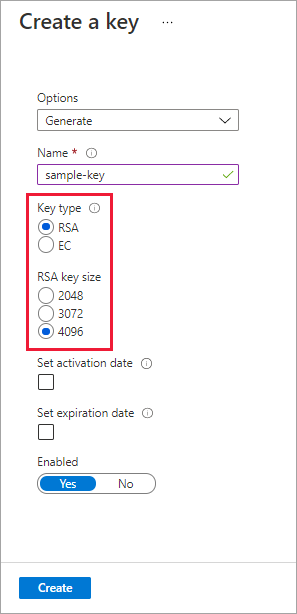 Create a key ...
Options
Generate
Name *
sample-key
Key type
RSA
EC
RSA key size
2048
3072
4096
Set activation date
Set expiration date
Enabled
Yes No
Create